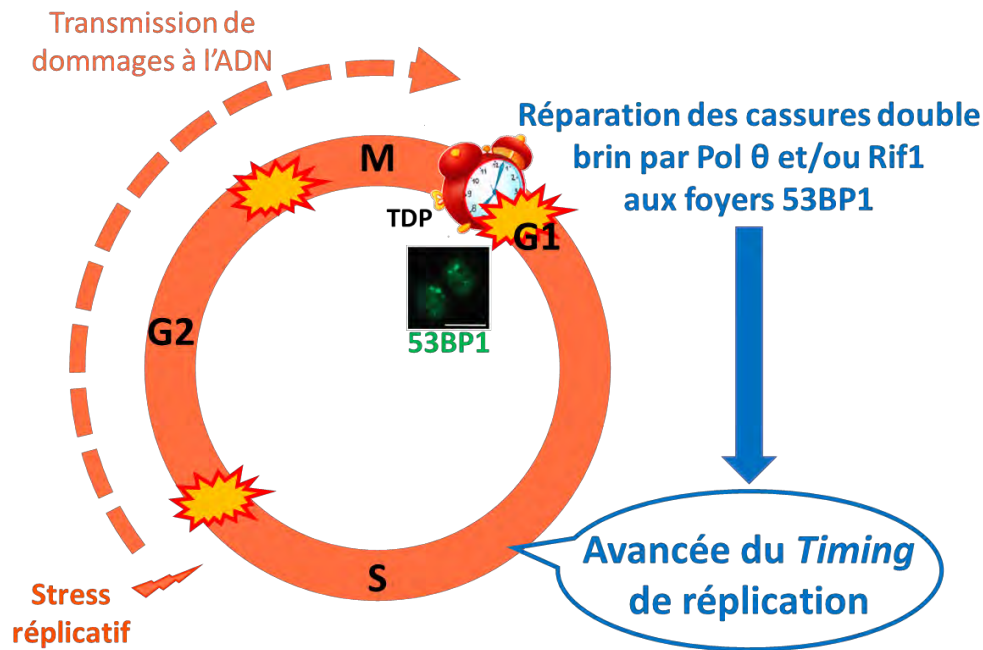 Transmission de
dommages à l'ADN
Réparation des cassures double
brin par Pol θ et/ou Rif1
aux foyers 53BP1
M
TDP
G1
G2
53BP1
S
Stress
réplicatif
Avancée du Timing
de réplication